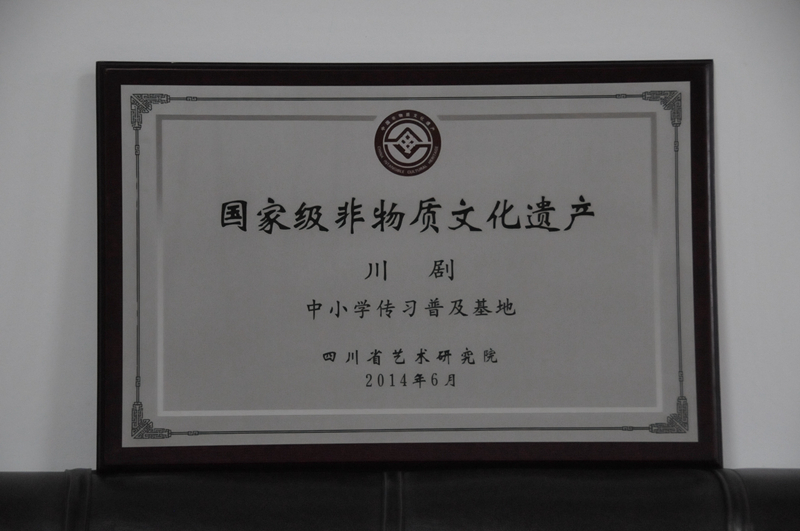 国家级非物质文化遗产
川 剧
中小学传习普及基地
四川省艺术研究院
2014年6月